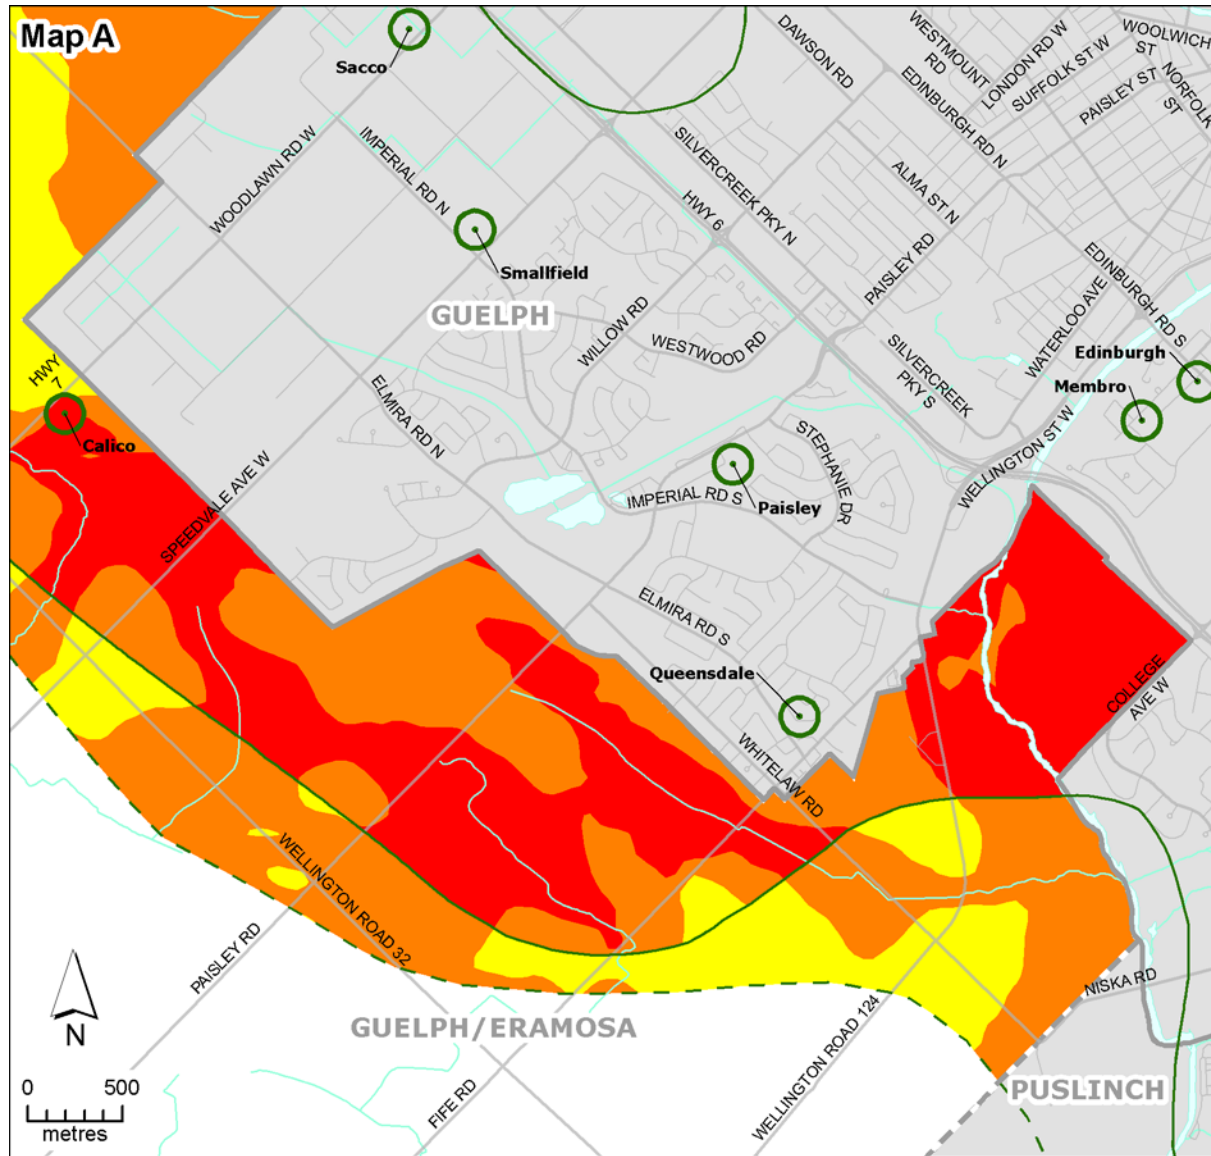 Map A
Sacco
WOODLAWN RD W
IMPERIAL RD N
Smallfield
GUELPH
DAWSON RD
WESTMOUNT
RD
LONDON RD W
SUFFOLK ST W
WOOLWICH
ST
PAISLEY ST
NORFOLK
ST
EDINBURGH RD N
SILVERCREEK PKY N
HWY 6
ALMA ST N
PAISLEY RD
WILLOW RD
WESTWOOD RD
EDINBURGH RD S
WATERLOO AVE
SILVERCREEK
PKY S
Edinburgh
Membro
WELLINGTON ST W
HWY
7
Calico
ELMIRA RD N
SPEEDVALE AVE W
STEPHANIE DR
IMPERIAL RD S
Paisley
ELMIRA RD S
Queensdale
COLLEGE
AVE W
WHITELAW RD
WELLINGTON ROAD 32
PAISLEY RD
NISKA RD
N
GUELPH/ERAMOSA
WELLINGTON ROAD 124
FIFE RD
PUSLINCH
0 500
metres